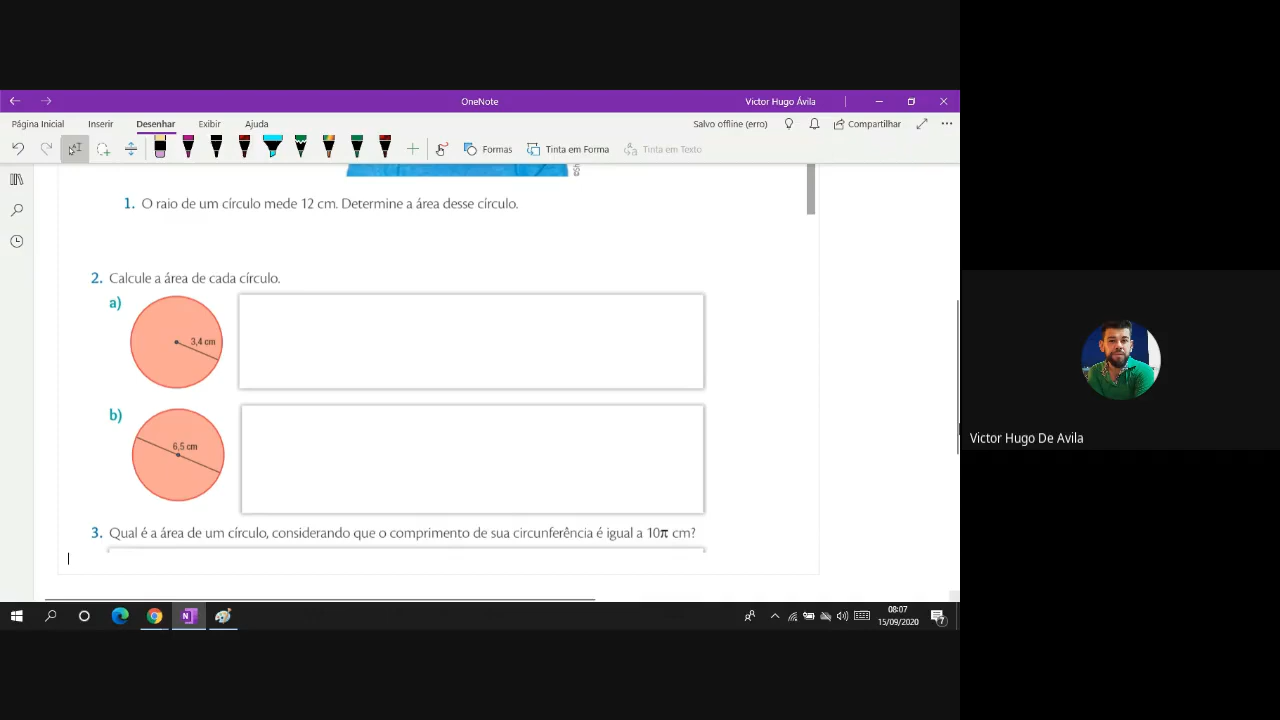 OneNote
Victor Hugo Ávila
Página Inicial Inserir Desenhar Exibir Ajuda
Salvo offline (erro) Compartilhar
Formas Tinta em Forma Tinta em Texto
1. O raio de um círculo mede 12 cm. Determine a área desse círculo.
2. Calcule a área de cada círculo.
a)
3,4 cm
b)
6,5 cm
3. Qual é a área de um círculo, considerando que o comprimento de sua circunferência é igual a 10π cm?
Victor Hugo De Avila
N
08:07
15/09/2020
7